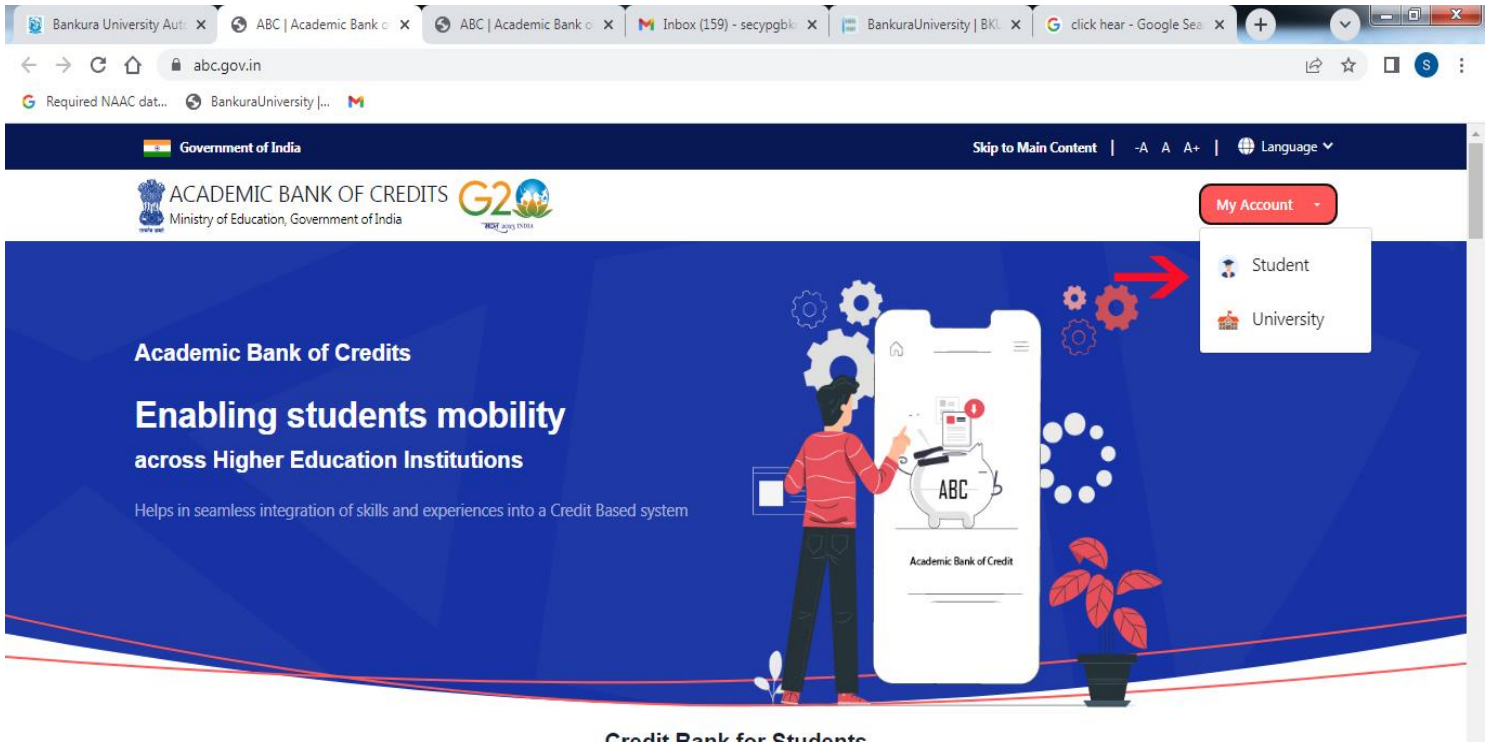 Bankura University Aut
ABC | Academic Bank o
ABC | Academic Bank o
Inbox (159) - secypgbk
BankuraUniversity | BKU
click hear - Google Sea
abc.gov.in
S
Required NAAC dat...
BankuraUniversity |...
Government of India
Skip to Main Content | -A A A+ | Language
ACADEMIC BANK OF CREDITS
Ministry of Education, Government of India
G20
My Account
Student
University
Academic Bank of Credits
Enabling students mobility
across Higher Education Institutions
Helps in seamless integration of skills and experiences into a Credit Based system
ABC
Academic Bank of Credit
Credit Bank for Students